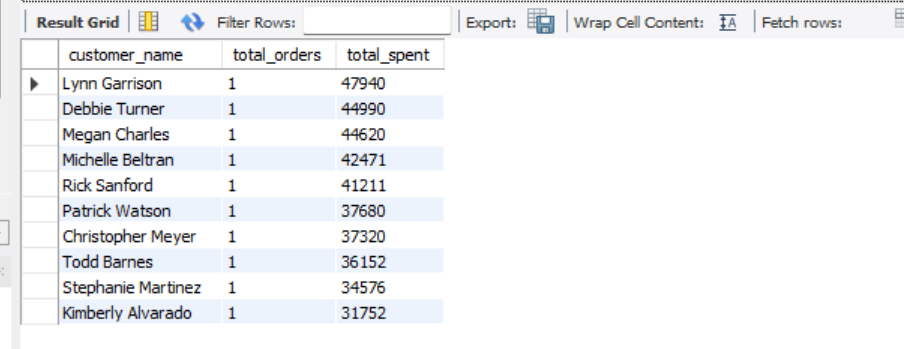 Result Grid Filter Rows: Export: Wrap Cell Content: IA Fetch rows:
customer_name total_orders total_spent
Lynn Garrison 1 47940
Debbie Turner 1 44990
Megan Charles 1 44620
Michelle Beltran 1 42471
Rick Sanford 1 41211
Patrick Watson 1 37680
Christopher Meyer 1 37320
Todd Barnes 1 36152
Stephanie Martinez 1 34576
Kimberly Alvarado 1 31752